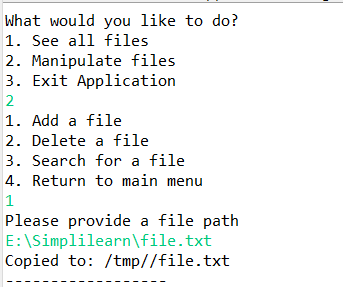 What would you like to do?
1. See all files
2. Manipulate files
3. Exit Application
2
1. Add a file
2. Delete a file
3. Search for a file
4. Return to main menu
1
Please provide a file path
E:\Simplilearn\file.txt
Copied to: /tmp//file.txt
------------------